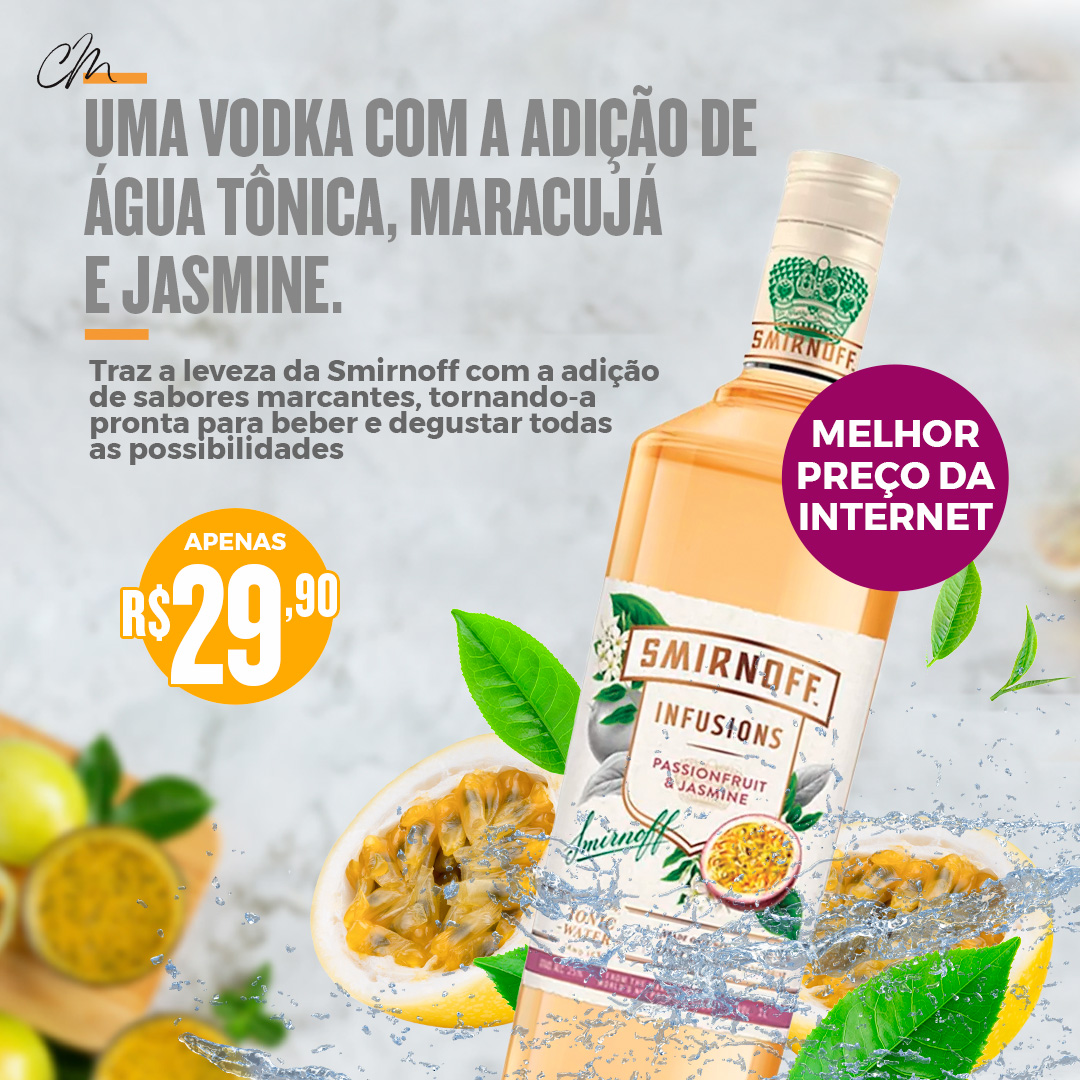 CM
UMA VODKA COM A ADIÇÃO DE
ÁGUA TÔNICA, MARACUJÁ
E JASMINE.
Traz a leveza da Smirnoff com a adição
de sabores marcantes, tornando-a
pronta para beber e degustar todas
as possibilidades
APENAS
R$29,90
SMIRNOFF
MELHOR
PREÇO DA
INTERNET
SMIRNOFF
INFUSIONS
PASSIONFRUIT
& JASMINE
Smirnoff
TONIC
-WATER